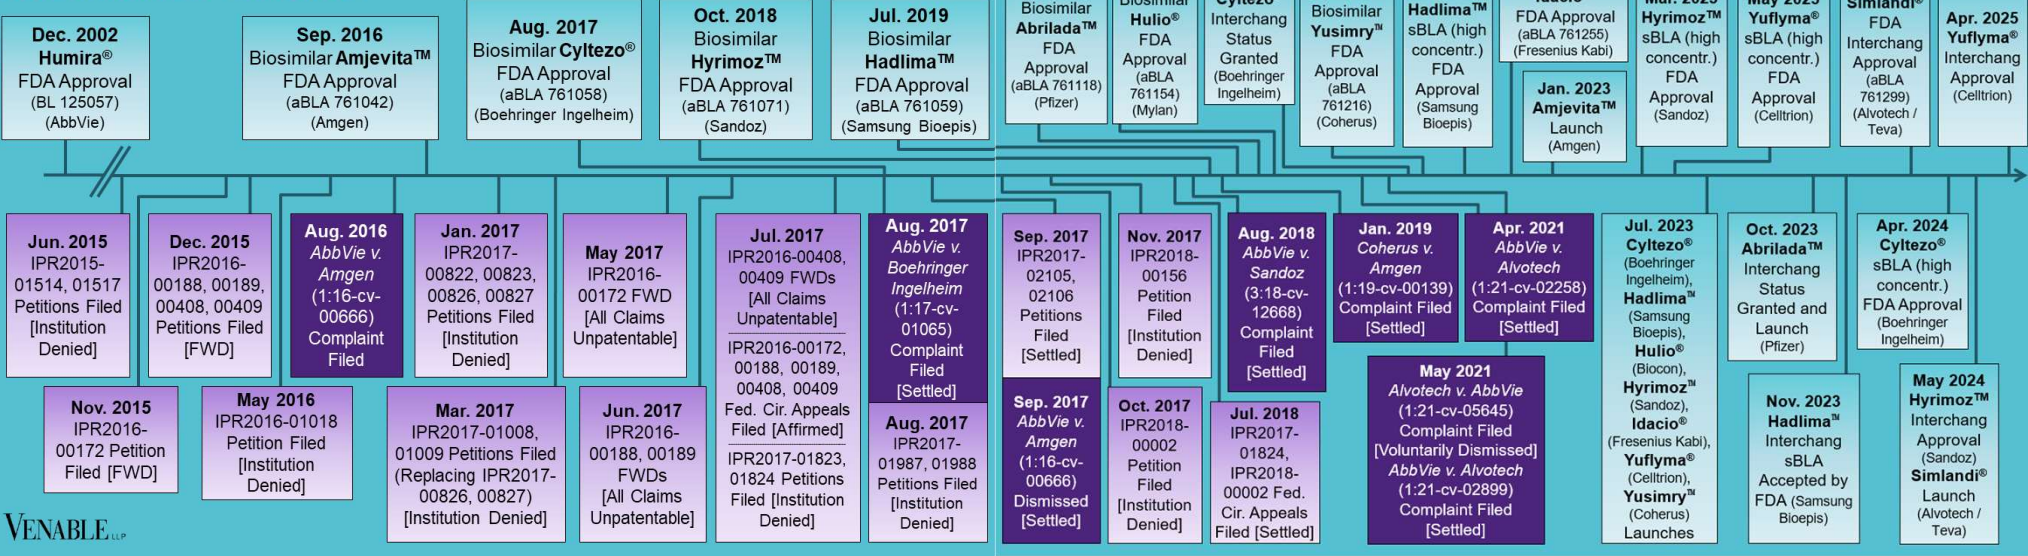 Dec. 2002
Humira®
FDA Approval
(BL 125057)
(AbbVie)
Sep. 2016
Biosimilar Amjevita™
FDA Approval
(aBLA 761042)
(Amgen)
Aug. 2017
Biosimilar Cyltezo®
FDA Approval
(aBLA 761058)
(Boehringer Ingelheim)
Oct. 2018
Biosimilar
Hyrimoz™
FDA Approval
(aBLA 761071)
(Sandoz)
Jul. 2019
Biosimilar
Hadlima™
FDA Approval
(aBLA 761059)
(Samsung Bioepis)
Biosimilar
Abrilada™
FDA
Approval
(aBLA 761118)
(Pfizer)
Biosimilar
Hulio®
FDA
Approval
(aBLA
761154)
(Mylan)
Cyltezo®
Interchang
Status
Granted
(Boehringer
Ingelheim)
Biosimilar
Yusimry™
FDA
Approval
(aBLA
761216)
(Coherus)
Hadlima™
sBLA (high
concentr.)
FDA
Approval
(Samsung
Bioepis)
Idacio®
FDA Approval
(aBLA 761255)
(Fresenius Kabi)
Jan. 2023
Amjevita™
Launch
(Amgen)
Mar. 2023
Hyrimoz™
sBLA (high
concentr.)
FDA
Approval
(Sandoz)
May 2023
Yuflyma®
sBLA (high
concentr.)
FDA
Approval
(Celltrion)
Simlandi®
FDA
Interchang
Approval
(aBLA
761299)
(Alvotech /
Teva)
Apr. 2025
Yuflyma®
Interchang
Approval
(Celltrion)
Jun. 2015
IPR2015-
01514, 01517
Petitions Filed
[Institution
Denied]
Nov. 2015
IPR2016-
00172 Petition
Filed [FWD]
Dec. 2015
IPR2016-
00188, 00189,
00408, 00409
Petitions Filed
[FWD]
May 2016
IPR2016-01018
Petition Filed
[Institution
Denied]
Aug. 2016
AbbVie v.
Amgen
(1:16-cv-
00666)
Complaint
Filed
Jan. 2017
IPR2017-
00822, 00823,
00826, 00827
Petitions Filed
[Institution
Denied]
Mar. 2017
IPR2017-01008,
01009 Petitions Filed
(Replacing IPR2017-
00826, 00827)
[Institution Denied]
May 2017
IPR2016-
00172 FWD
[All Claims
Unpatentable]
Jun. 2017
IPR2016-
00188, 00189
FWDs
[All Claims
Unpatentable]
Jul. 2017
IPR2016-00408,
00409 FWDs
[All Claims
Unpatentable]
IPR2016-00172,
00188, 00189,
00408, 00409
Fed. Cir. Appeals
Filed [Affirmed]
IPR2017-01823,
01824 Petitions
Filed [Institution
Denied]
Aug. 2017
AbbVie v.
Boehringer
Ingelheim
(1:17-cv-
01065)
Complaint
Filed
[Settled]
Aug. 2017
IPR2017-
01987, 01988
Petitions Filed
[Institution
Denied]
Sep. 2017
IPR2017-
02105,
02106
Petitions
Filed
[Settled]
Sep. 2017
AbbVie v.
Amgen
(1:16-cv-
00666)
Dismissed
[Settled]
Nov. 2017
IPR2018-
00156
Petition
Filed
[Institution
Denied]
Oct. 2017
IPR2018-
00002
Petition
Filed
[Institution
Denied]
Aug. 2018
AbbVie v.
Sandoz
(3:18-cv-
12668)
Complaint
Filed
[Settled]
Jul. 2018
IPR2017-
01824,
IPR2018-
00002 Fed.
Cir. Appeals
Filed [Settled]
Jan. 2019
Coherus v.
Amgen
(1:19-cv-00139)
Complaint Filed
[Settled]
Apr. 2021
AbbVie v.
Alvotech
(1:21-cv-02258)
Complaint Filed
[Settled]
May 2021
Alvotech v. AbbVie
(1:21-cv-05645)
Complaint Filed
[Voluntarily Dismissed]
AbbVie v. Alvotech
(1:21-cv-02899)
Complaint Filed
[Settled]
Jul. 2023
Cyltezo®
(Boehringer
Ingelheim),
Hadlima™
(Samsung
Bioepis),
Hulio®
(Biocon),
Hyrimoz™
(Sandoz),
Idacio®
(Fresenius Kabi),
Yuflyma®
(Celltrion),
Yusimry™
(Coherus)
Launches
Oct. 2023
Abrilada™
Interchang
Status
Granted and
Launch
(Pfizer)
Nov. 2023
Hadlima™
Interchang
sBLA
Accepted by
FDA (Samsung
Bioepis)
Apr. 2024
Cyltezo®
sBLA (high
concentr.)
FDA Approval
(Boehringer
Ingelheim)
May 2024
Hyrimoz™
Interchang
Approval
(Sandoz)
Simlandi®
Launch
(Alvotech /
Teva)
VENABLE LLP